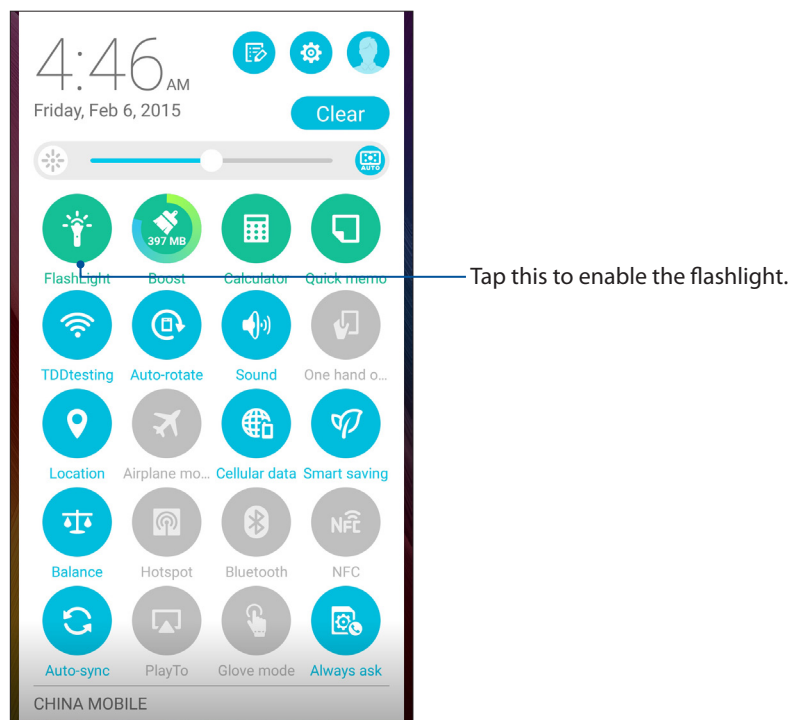 4:46 AM
Friday, Feb 6, 2015
Clear
AUTO
397 MB
FlashLight Boost Calculator Quick memo
Tap this to enable the flashlight.
TDDtesting Auto-rotate Sound One hand o...
Location Airplane mo... Cellular data Smart saving
NFC
Balance Hotspot Bluetooth NFC
Auto-sync PlayTo Glove mode Always ask
CHINA MOBILE